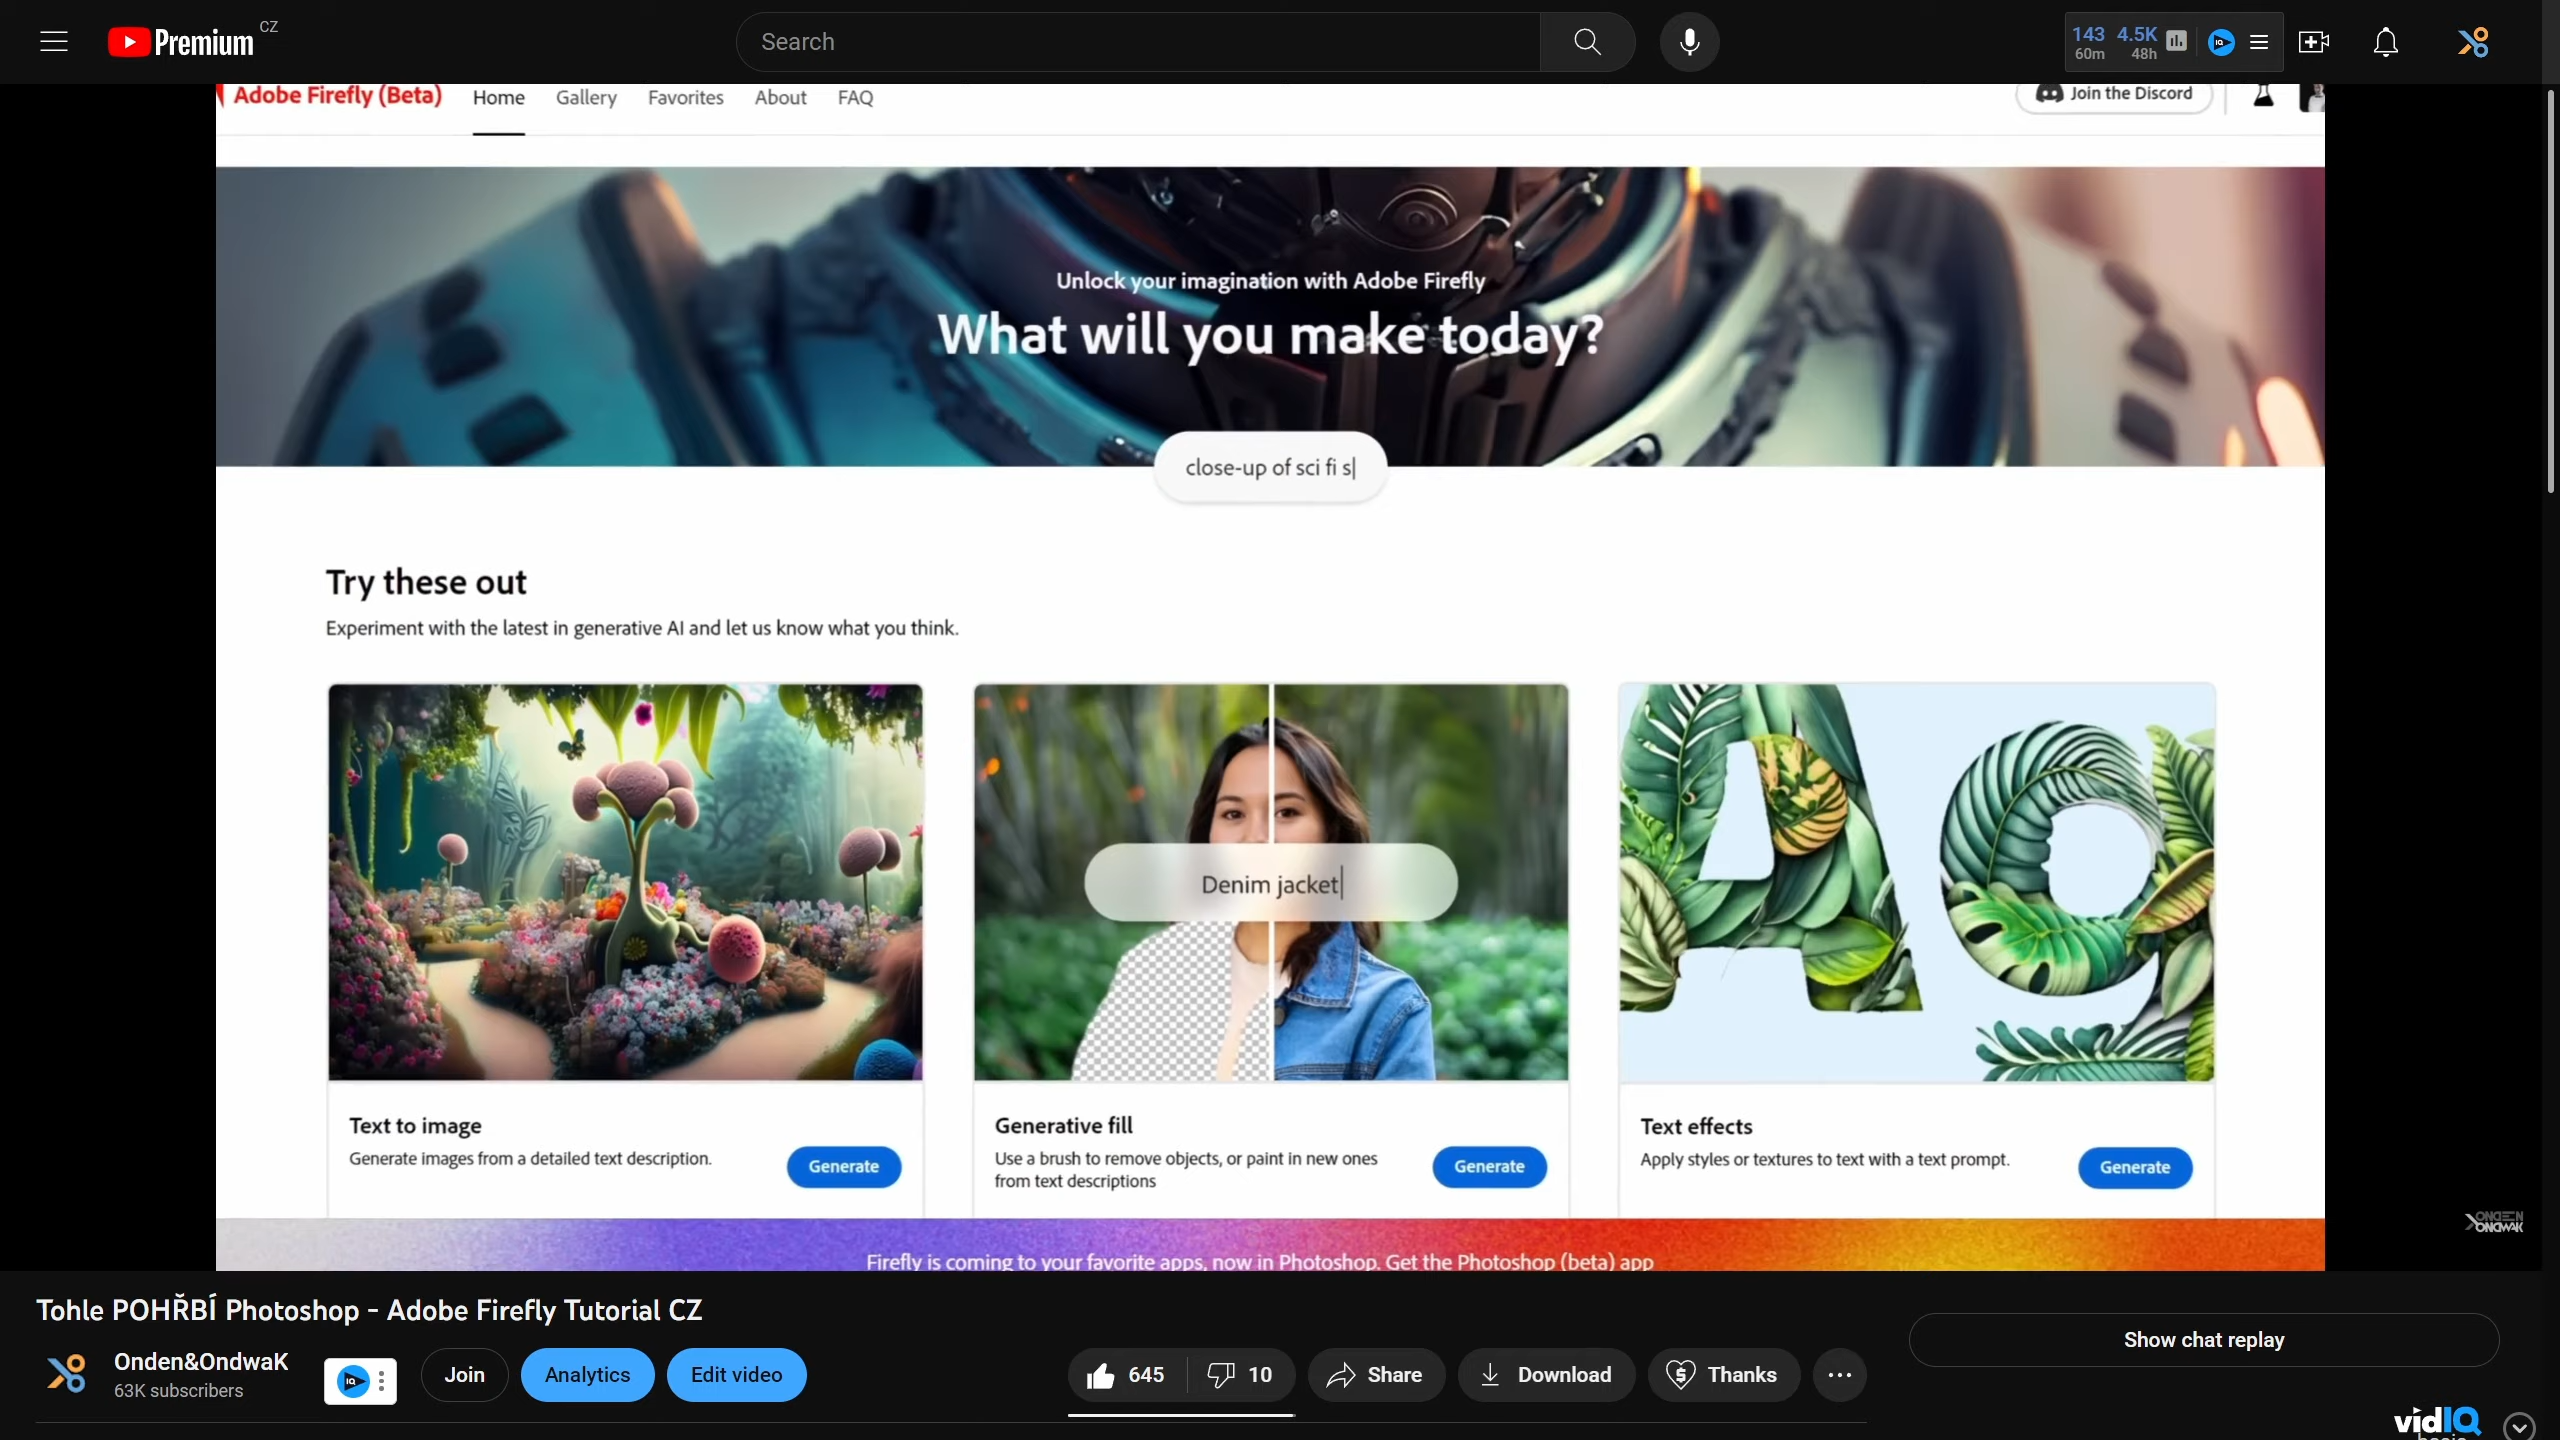 Premium CZ
Search
143 4.5K
60m 48h
Adobe Firefly (Beta) Home Gallery Favorites About FAQ
Join the Discord
Unlock your imagination with Adobe Firefly
What will you make today?
close-up of sci fi s
Try these out
Experiment with the latest in generative AI and let us know what you think.
Denim jacket
Ag
Text to image
Generate images from a detailed text description.
Generate
Generative fill
Use a brush to remove objects, or paint in new ones
from text descriptions
Generate
Text effects
Apply styles or textures to text with a text prompt.
Generate
ONDEN
ONDWAK
Firefly is coming to your favorite apps, now in Photoshop. Get the Photoshop (beta) app
Tohle POHŘBÍ Photoshop - Adobe Firefly Tutorial CZ
Show chat replay
Onden&OndwaK
63K subscribers
IQ
Join
Analytics
Edit video
645
10
Share
Download
Thanks
vidIQ